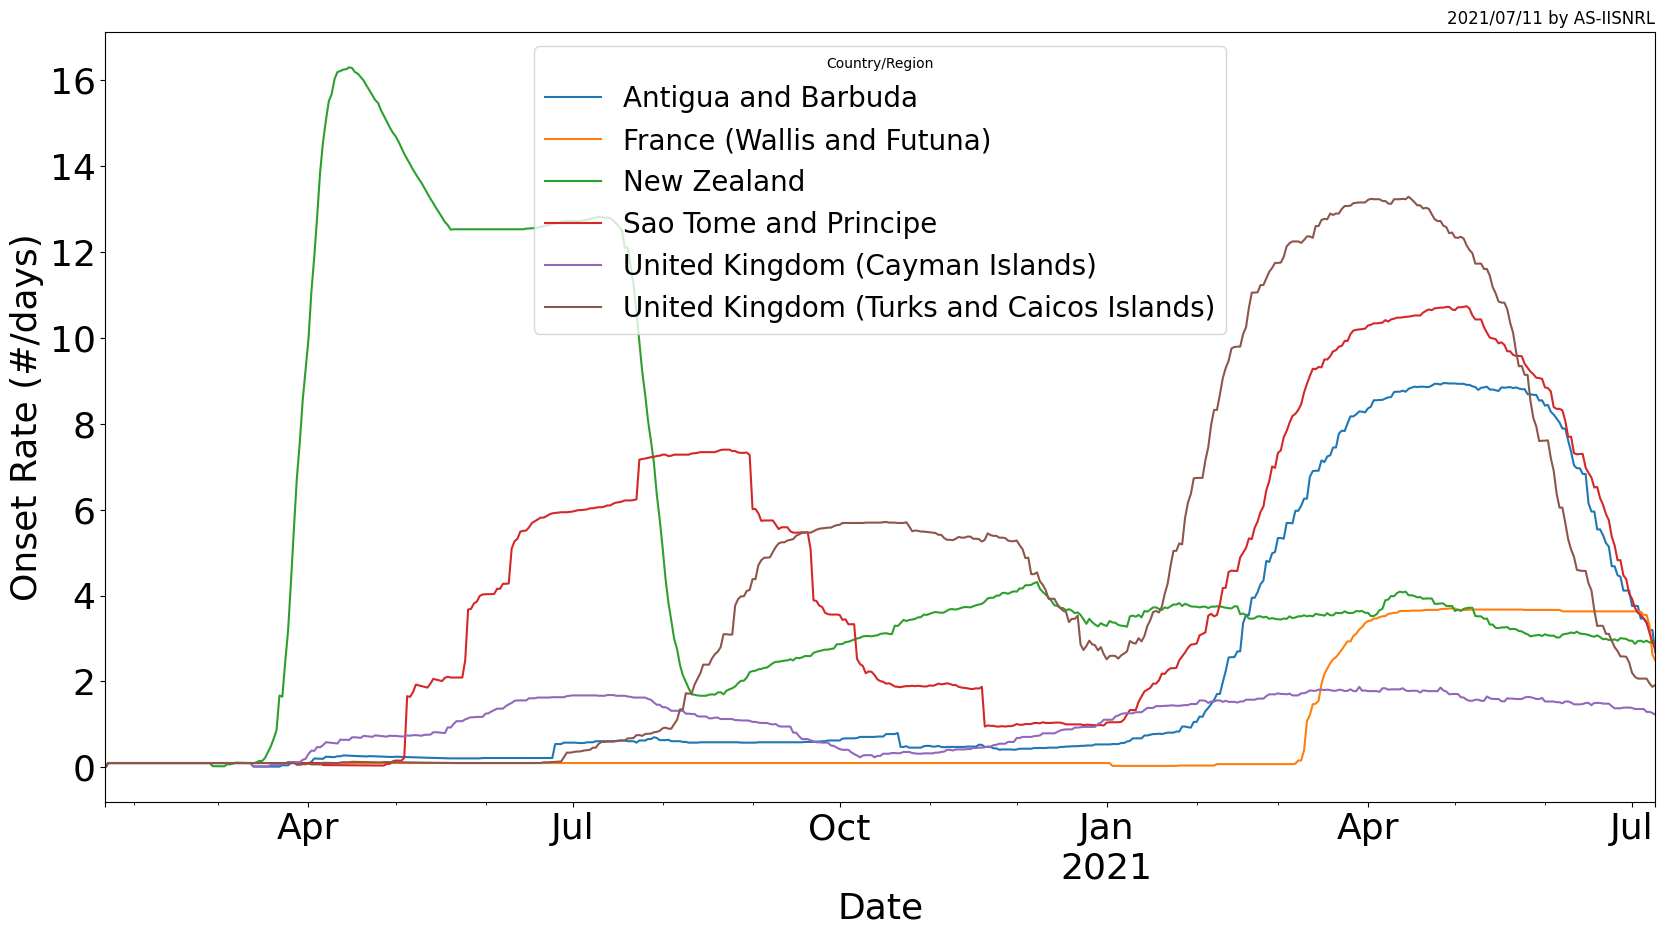 2021/07/11 by AS-IISNRL
Country/Region
Antigua and Barbuda
France (Wallis and Futuna)
New Zealand
Sao Tome and Principe
United Kingdom (Cayman Islands)
United Kingdom (Turks and Caicos Islands)
Onset Rate (#/days)
16
14
12
10
8
6
4
2
0
Apr Jul Oct Jan Apr Jul
2021
Date